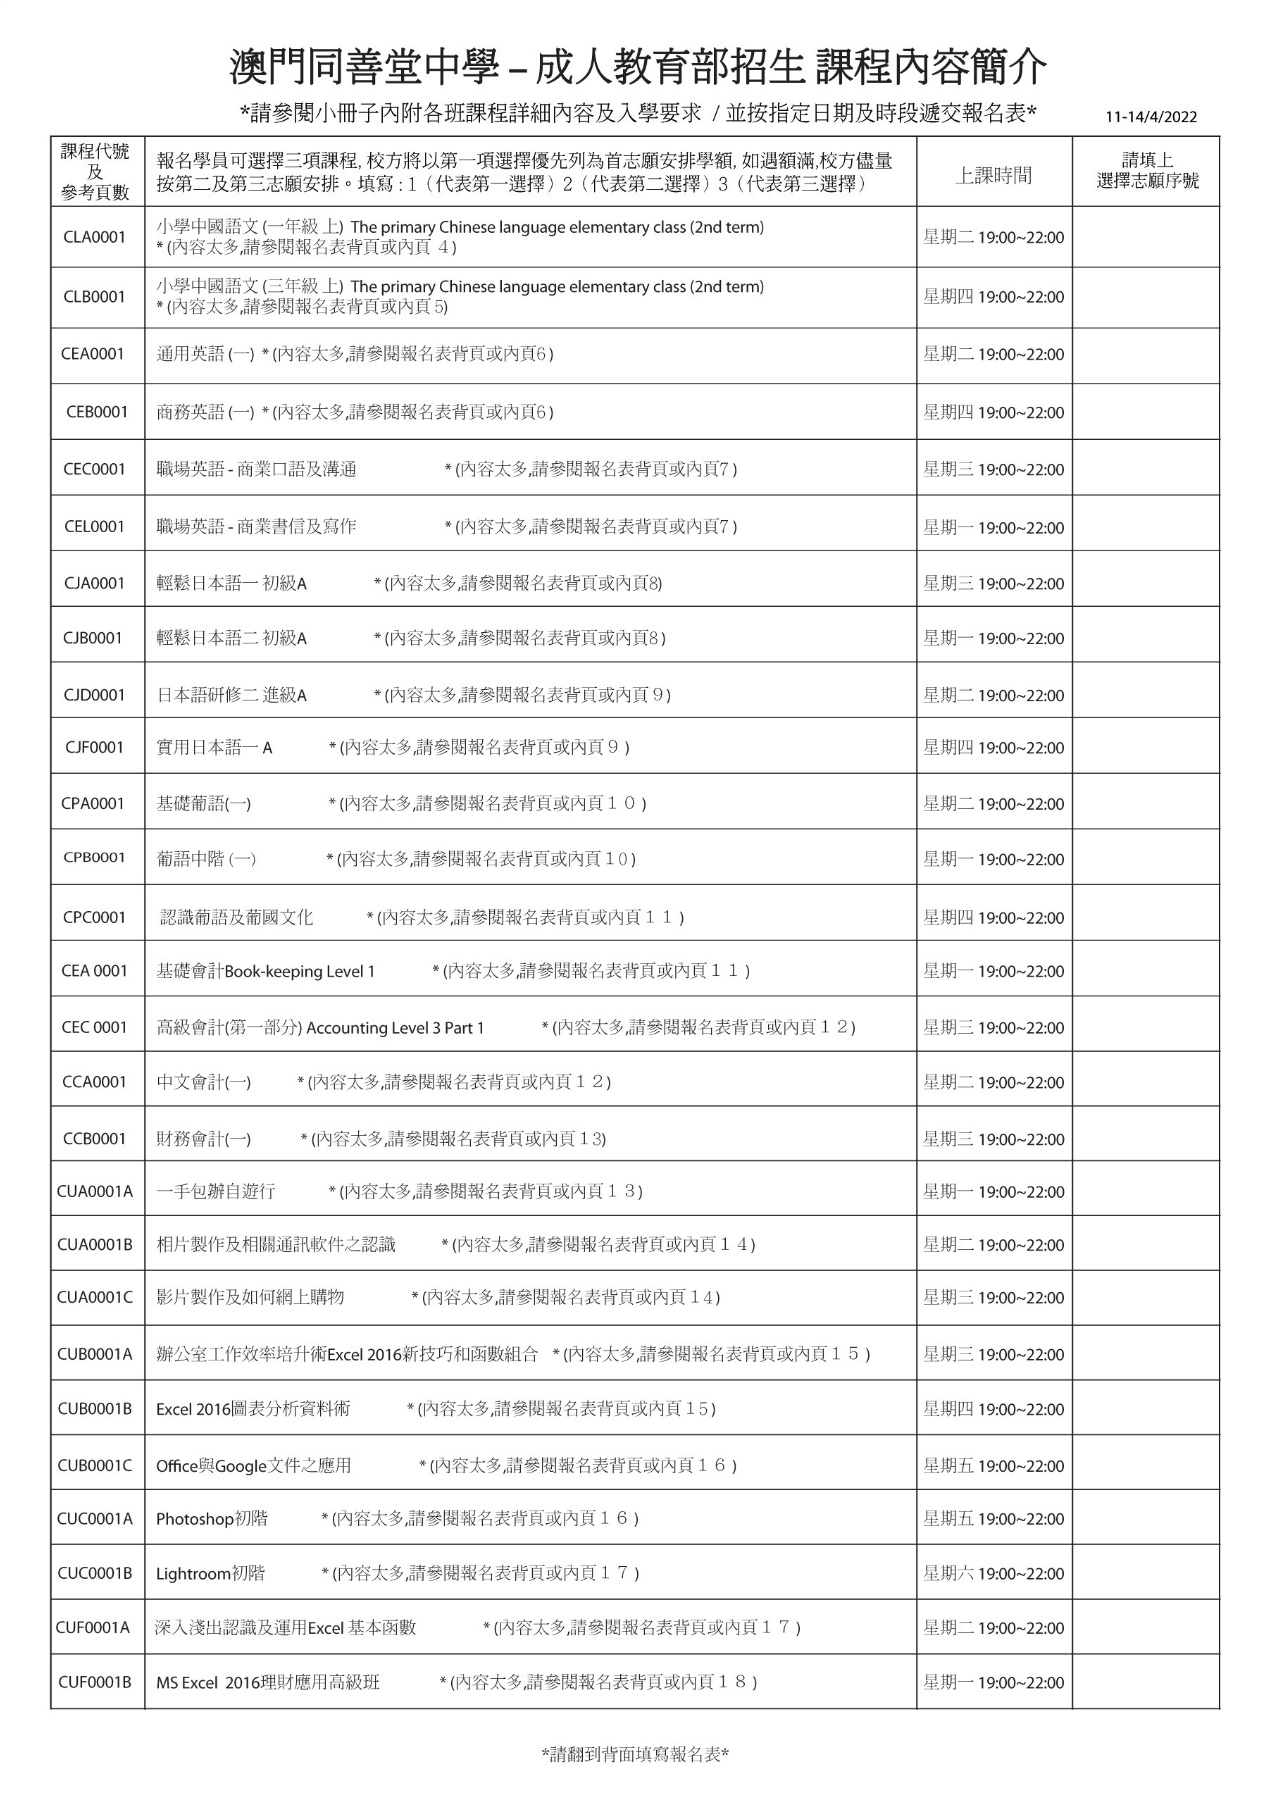 澳門同善堂中學 – 成人教育部招生 課程內容簡介
*請參閱小冊子內附各班課程詳細內容及入學要求 / 並按指定日期及時段遞交報名表*
11-14/4/2022
課程代號
及
參考頁數
報名學員可選擇三項課程, 校方將以第一項選擇優先列為首志願安排學額, 如遇額滿,校方儘量
按第二及第三志願安排。填寫 : 1（代表第一選擇）2（代表第二選擇）3（代表第三選擇）
上課時間
請填上
選擇志願序號
CLA0001
小學中國語文 (一年級 上) The primary Chinese language elementary class (2nd term)
* (內容太多,請參閱報名表背頁或內頁 4 )
星期二 19:00~22:00
CLB0001
小學中國語文 (三年級 上) The primary Chinese language elementary class (2nd term)
* (內容太多,請參閱報名表背頁或內頁 5)
星期四 19:00~22:00
CEA0001 通用英語 (一) * (內容太多,請參閱報名表背頁或內頁6 ) 星期二 19:00~22:00
CEB0001 商務英語 (一) * (內容太多,請參閱報名表背頁或內頁6 ) 星期四 19:00~22:00
CEC0001 職場英語 - 商業口語及溝通 * (內容太多,請參閱報名表背頁或內頁7 ) 星期三 19:00~22:00
CEL0001 職場英語 - 商業書信及寫作 * (內容太多,請參閱報名表背頁或內頁7 ) 星期一 19:00~22:00
CJA0001 輕鬆日本語一 初級A * (內容太多,請參閱報名表背頁或內頁8) 星期三 19:00~22:00
CJB0001 輕鬆日本語二 初級A * (內容太多,請參閱報名表背頁或內頁8 ) 星期一 19:00~22:00
CJD0001 日本語研修二 進級A * (內容太多,請參閱報名表背頁或內頁９) 星期二 19:00~22:00
CJF0001 實用日本語一 A * (內容太多,請參閱報名表背頁或內頁９ ) 星期四 19:00~22:00
CPA0001 基礎葡語(一) * (內容太多,請參閱報名表背頁或內頁１０ ) 星期二 19:00~22:00
CPB0001 葡語中階 (一) * (內容太多,請參閱報名表背頁或內頁１０) 星期一 19:00~22:00
CPC0001 認識葡語及葡國文化 * (內容太多,請參閱報名表背頁或內頁１１ ) 星期四 19:00~22:00
CEA 0001 基礎會計Book-keeping Level 1 * (內容太多,請參閱報名表背頁或內頁１１ ) 星期一 19:00~22:00
CEC 0001 高級會計(第一部分) Accounting Level 3 Part 1 * (內容太多,請參閱報名表背頁或內頁１２) 星期三 19:00~22:00
CCA0001 中文會計(一) * (內容太多,請參閱報名表背頁或內頁１２) 星期二 19:00~22:00
CCB0001 財務會計(一) * (內容太多,請參閱報名表背頁或內頁１3) 星期三 19:00~22:00
CUA0001A 一手包辦自遊行 * (內容太多,請參閱報名表背頁或內頁１３) 星期一 19:00~22:00
CUA0001B 相片製作及相關通訊軟件之認識 * (內容太多,請參閱報名表背頁或內頁１４) 星期二 19:00~22:00
CUA0001C 影片製作及如何網上購物 * (內容太多,請參閱報名表背頁或內頁１4) 星期三 19:00~22:00
CUB0001A 辦公室工作效率培升術Excel 2016新技巧和函數組合 * (內容太多,請參閱報名表背頁或內頁１５ ) 星期三 19:00~22:00
CUB0001B Excel 2016圖表分析資料術 * (內容太多,請參閱報名表背頁或內頁１5) 星期四 19:00~22:00
CUB0001C Office與Google文件之應用 * (內容太多,請參閱報名表背頁或內頁１６ ) 星期五 19:00~22:00
CUC0001A Photoshop初階 * (內容太多,請參閱報名表背頁或內頁１６ ) 星期五 19:00~22:00
CUC0001B Lightroom初階 * (內容太多,請參閱報名表背頁或內頁１７ ) 星期六 19:00~22:00
CUF0001A 深入淺出認識及運用Excel 基本函數 * (內容太多,請參閱報名表背頁或內頁１７ ) 星期二 19:00~22:00
CUF0001B MS Excel 2016理財應用高級班 * (內容太多,請參閱報名表背頁或內頁１８ ) 星期一 19:00~22:00
*請翻到背面填寫報名表*